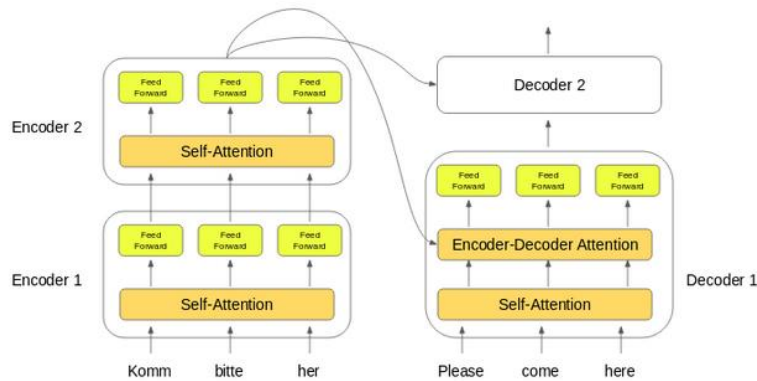 Feed Forward Feed Forward Feed Forward
Encoder 2
Self-Attention
Feed Forward Feed Forward Feed Forward
Encoder 1
Self-Attention
Komm bitte her
Decoder 2
Feed Forward Feed Forward Feed Forward
Encoder-Decoder Attention
Decoder 1
Self-Attention
Please come here